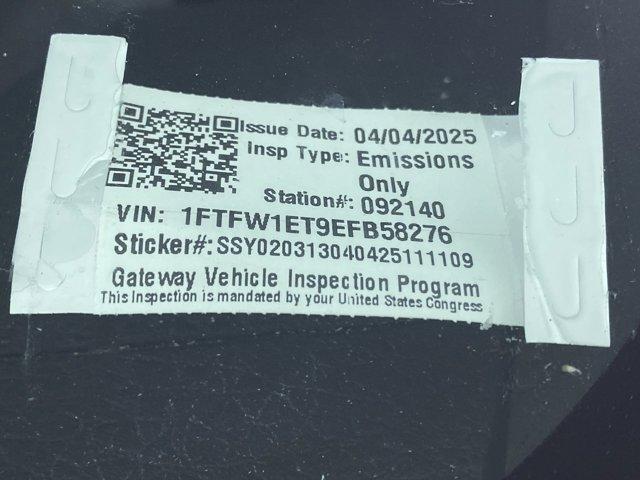 Issue Date: 04/04/2025
Insp Type: Emissions
Only
Station#: 092140
VIN: 1FTFW1ET9EFB58276
Sticker#: SSY020313040425111109
Gateway Vehicle Inspection Program
This Inspection is mandated by your United States Congress